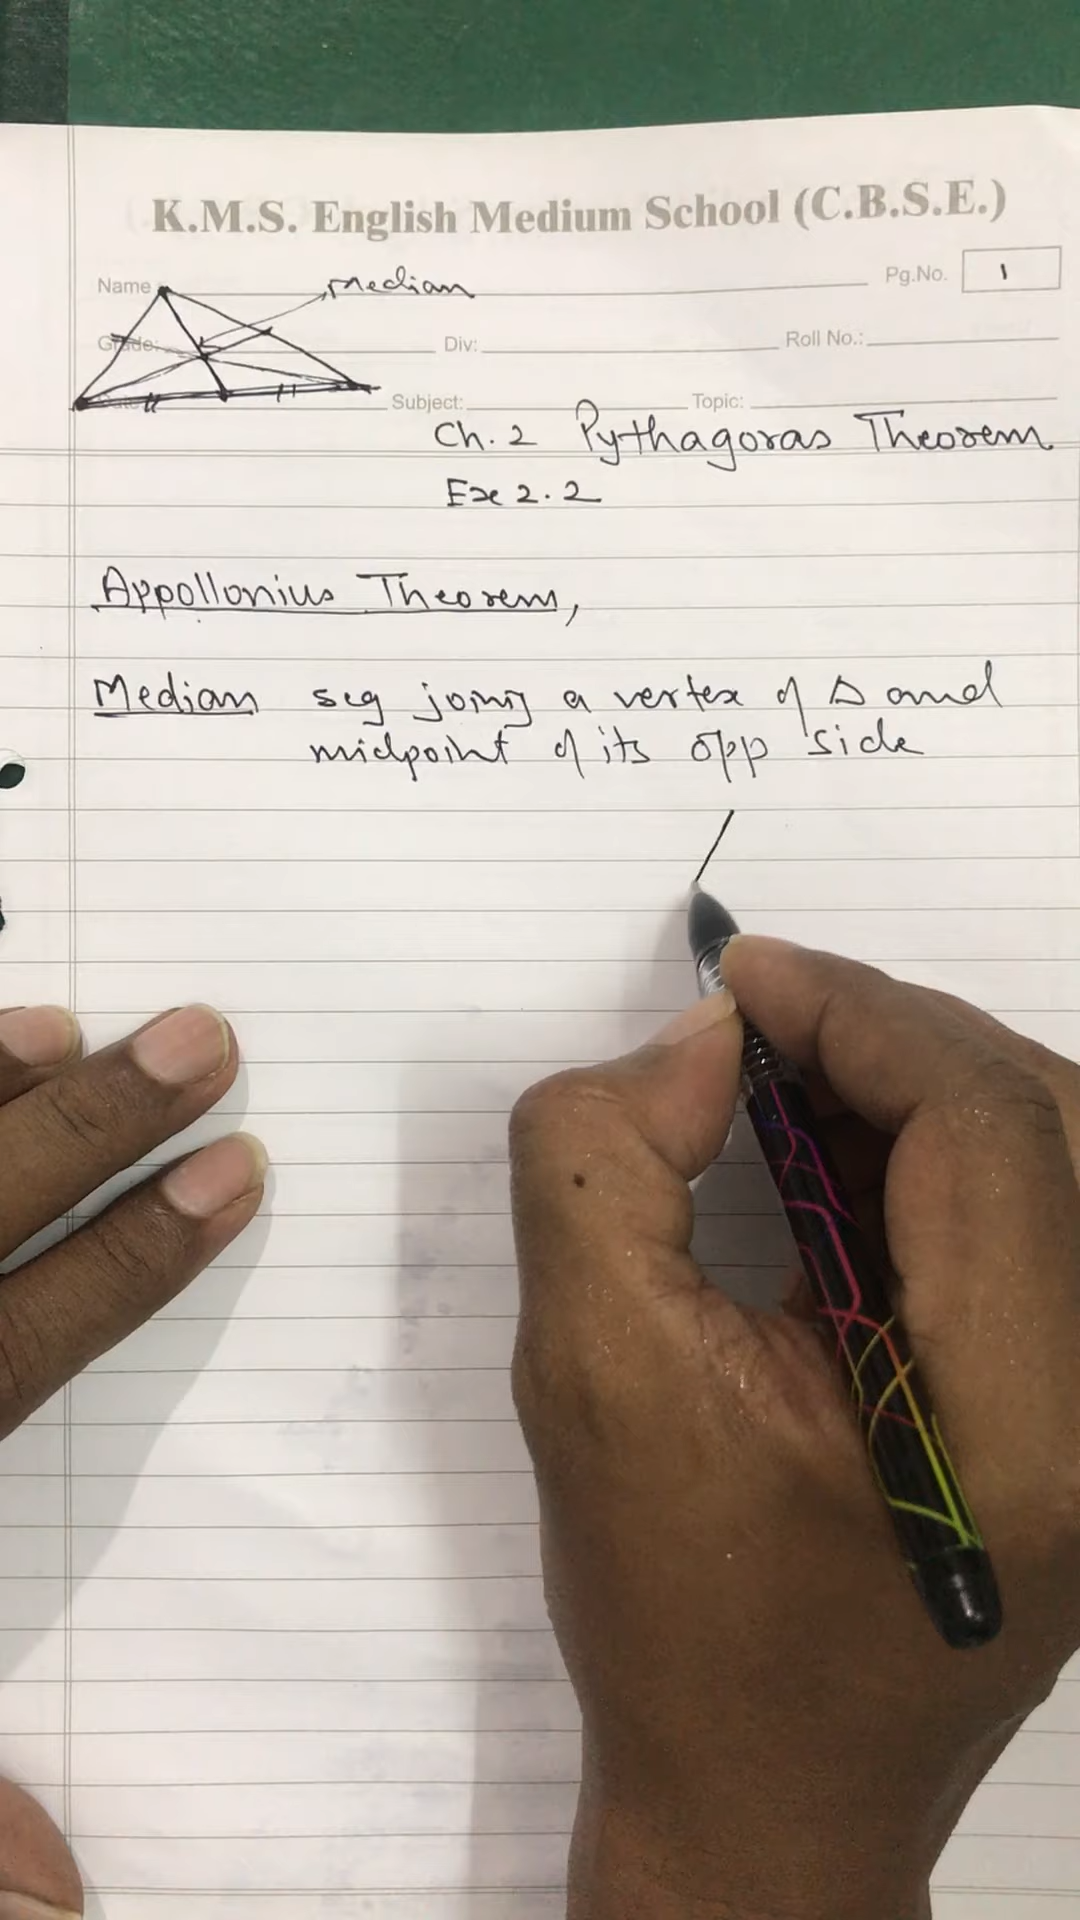 K.M.S. English Medium School (C.B.S.E.)
Name Median Pg.No. 1
Grade: Div: Roll No.:
Date Subject: Topic:
Ch. 2 Pythagoras Theorem
Ex 2.2
Appollonius Theorem,
Median seg joing a vertex of Δ and
midpoint of its opp side